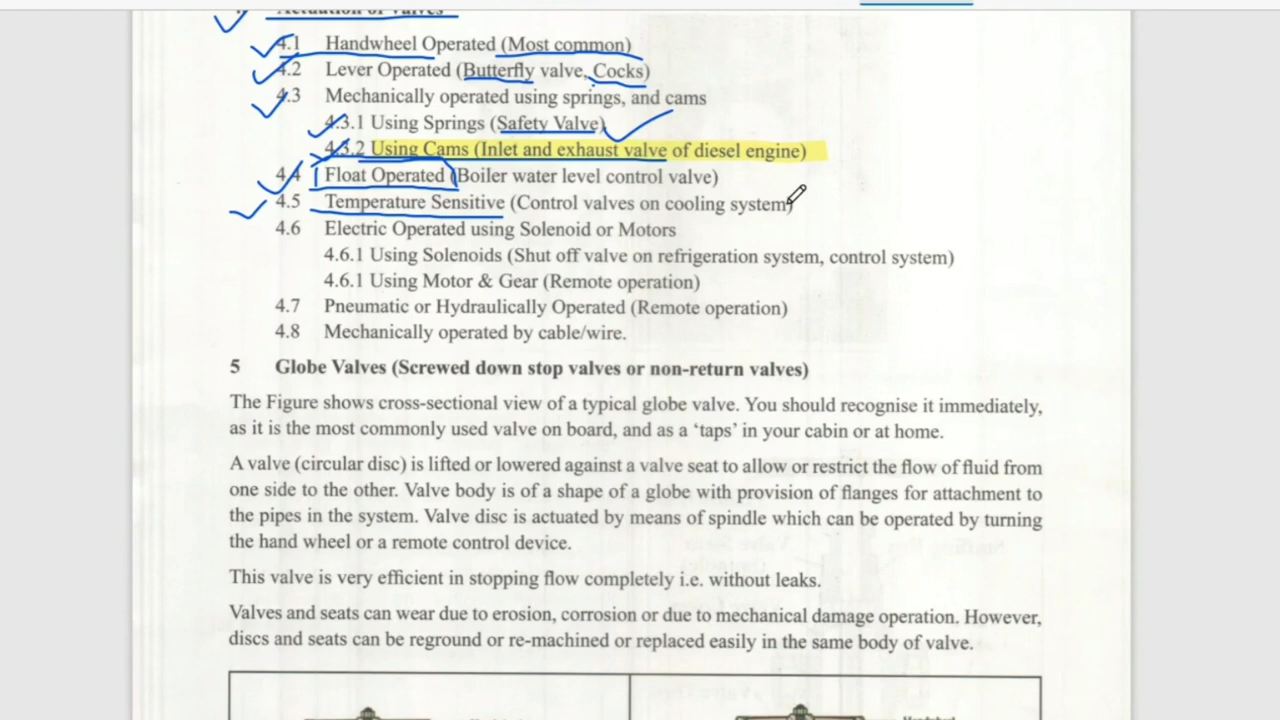 Actuation of Valves
4.1 Handwheel Operated (Most common)
4.2 Lever Operated (Butterfly valve, Cocks)
4.3 Mechanically operated using springs, and cams
4.3.1 Using Springs (Safety Valve)
4.3.2 Using Cams (Inlet and exhaust valve of diesel engine)
4.4 Float Operated (Boiler water level control valve)
4.5 Temperature Sensitive (Control valves on cooling system)
4.6 Electric Operated using Solenoid or Motors
4.6.1 Using Solenoids (Shut off valve on refrigeration system, control system)
4.6.1 Using Motor & Gear (Remote operation)
4.7 Pneumatic or Hydraulically Operated (Remote operation)
4.8 Mechanically operated by cable/wire.
5 Globe Valves (Screwed down stop valves or non-return valves)
The Figure shows cross-sectional view of a typical globe valve. You should recognise it immediately,
as it is the most commonly used valve on board, and as a ‘taps’ in your cabin or at home.
A valve (circular disc) is lifted or lowered against a valve seat to allow or restrict the flow of fluid from
one side to the other. Valve body is of a shape of a globe with provision of flanges for attachment to
the pipes in the system. Valve disc is actuated by means of spindle which can be operated by turning
the hand wheel or a remote control device.
This valve is very efficient in stopping flow completely i.e. without leaks.
Valves and seats can wear due to erosion, corrosion or due to mechanical damage operation. However,
discs and seats can be reground or re-machined or replaced easily in the same body of valve.